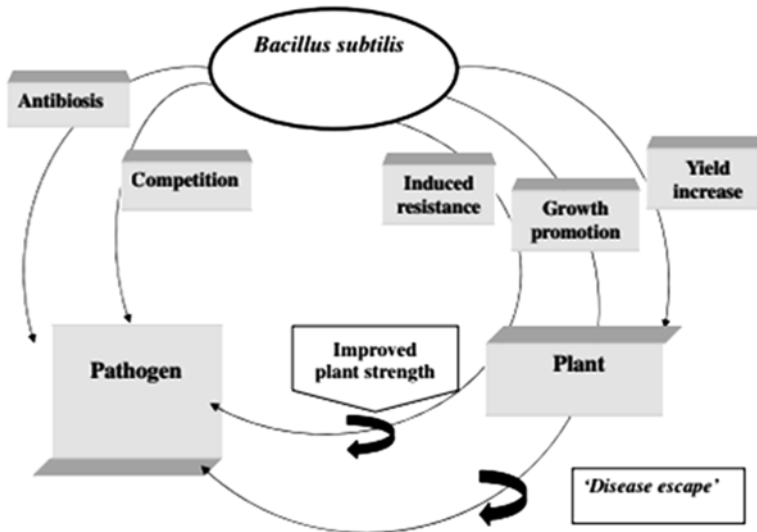 Bacillus subtilis
Antibiosis
Competition
Induced
resistance
Growth
promotion
Yield
increase
Pathogen
Improved
plant strength
Plant
‘Disease escape’